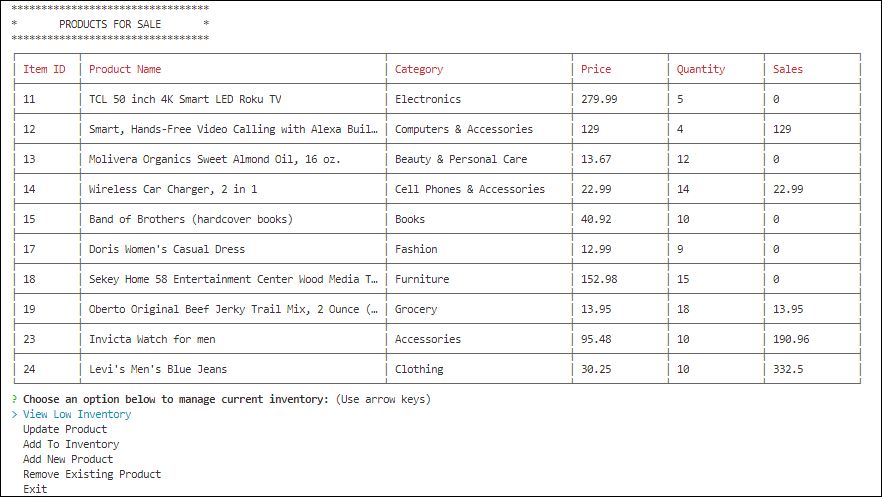 *********************************
* PRODUCTS FOR SALE *
*********************************
Item ID Product Name Category Price Quantity Sales
11 TCL 50 inch 4K Smart LED Roku TV Electronics 279.99 5 0
12 Smart, Hands-Free Video Calling with Alexa Buil… Computers & Accessories 129 4 129
13 Molivera Organics Sweet Almond Oil, 16 oz. Beauty & Personal Care 13.67 12 0
14 Wireless Car Charger, 2 in 1 Cell Phones & Accessories 22.99 14 22.99
15 Band of Brothers (hardcover books) Books 40.92 10 0
17 Doris Women's Casual Dress Fashion 12.99 9 0
18 Sekey Home 58 Entertainment Center Wood Media T… Furniture 152.98 15 0
19 Oberto Original Beef Jerky Trail Mix, 2 Ounce (… Grocery 13.95 18 13.95
23 Invicta Watch for men Accessories 95.48 10 190.96
24 Levi's Men's Blue Jeans Clothing 30.25 10 332.5
? Choose an option below to manage current inventory: (Use arrow keys)
> View Low Inventory
Update Product
Add To Inventory
Add New Product
Remove Existing Product
Exit